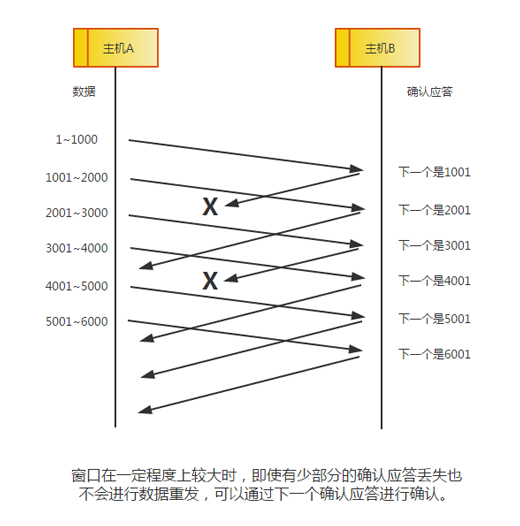 主机A
主机B
数据
确认应答
1~1000
下一个是1001
1001~2000
X
下一个是2001
2001~3000
下一个是3001
3001~4000
X
下一个是4001
4001~5000
下一个是5001
5001~6000
下一个是6001
窗口在一定程度上较大时，即使有少部分的确认应答丢失也
不会进行数据重发，可以通过下一个确认应答进行确认。